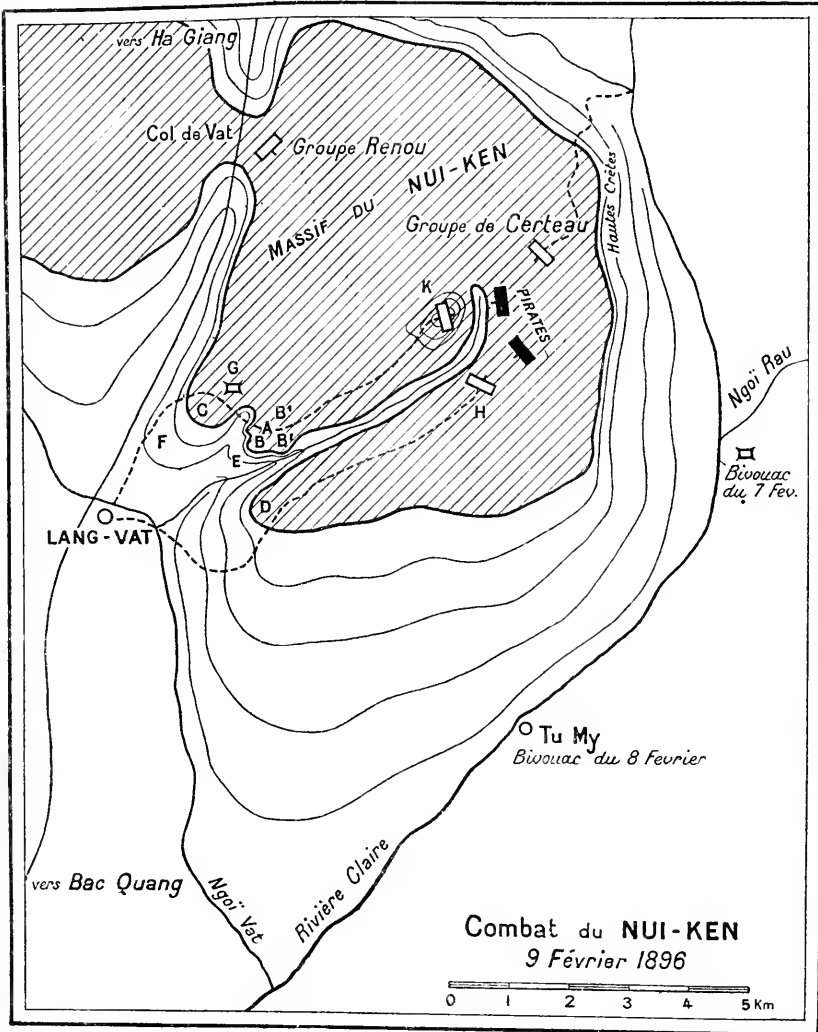 vers Ha Giang
Col de Vat
Groupe Renou
MASSIF DU NUI-KEN
Hautes Crêtes
Groupe de Certeau
K
PIRATES
G
C
B'
A
B
B'
H
F
E
D
Ngoï Rau
Bivouac
du 7 Fev.
LANG-VAT
Tu My
Bivouac du 8 Fevrier
vers Bac Quang
Ngoï Vat
Rivière Claire
Combat du NUI-KEN
9 Février 1896
0 1 2 3 4 5 Km